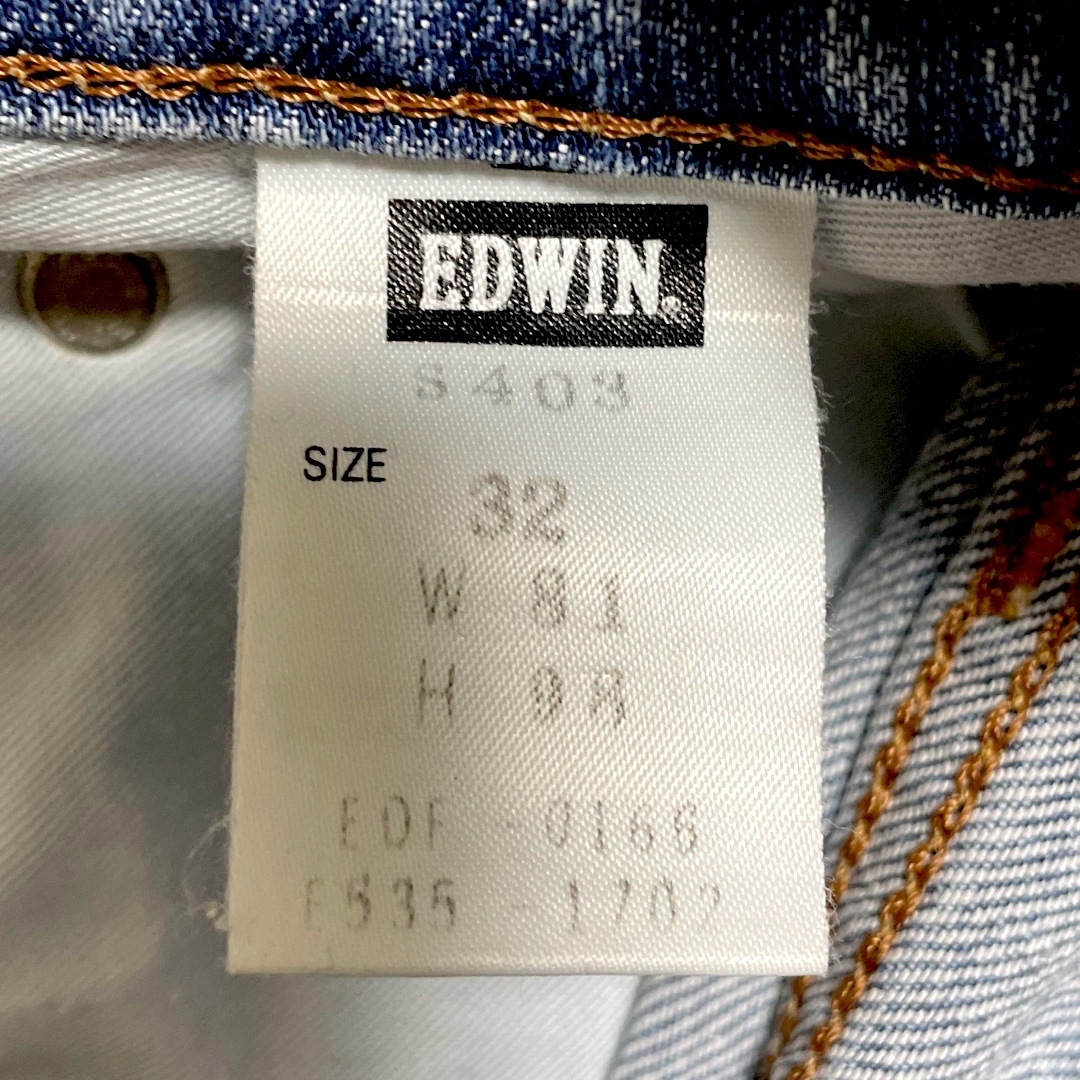 EDWIN®
S403
SIZE 32
W 81
H 98
EDF -0166
E535 -1702